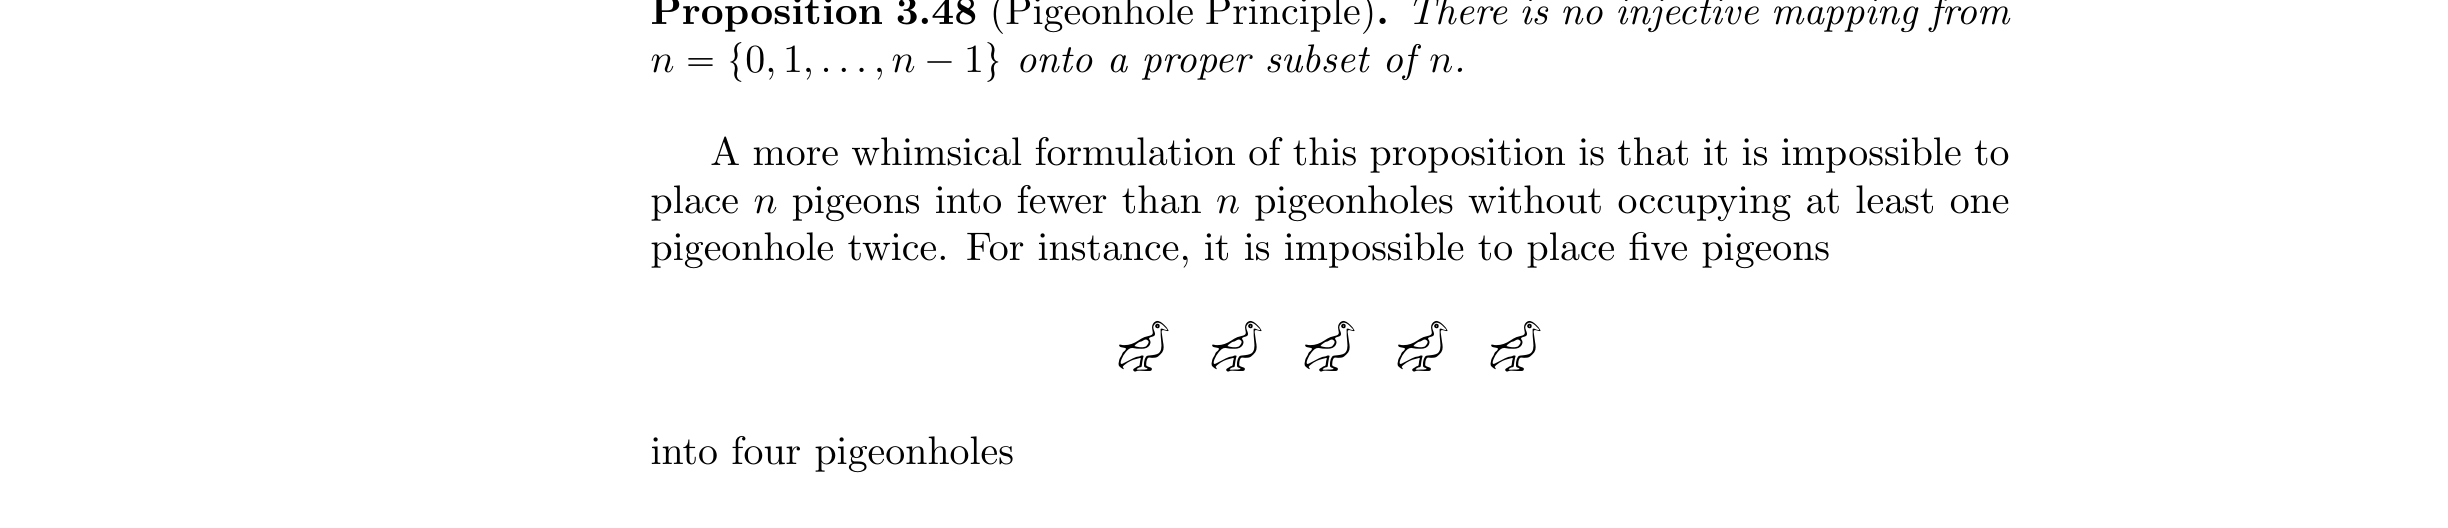 Proposition 3.48 (Pigeonhole Principle). There is no injective mapping from
n = {0, 1, . . . , n − 1} onto a proper subset of n.
A more whimsical formulation of this proposition is that it is impossible to
place n pigeons into fewer than n pigeonholes without occupying at least one
pigeonhole twice. For instance, it is impossible to place five pigeons
into four pigeonholes